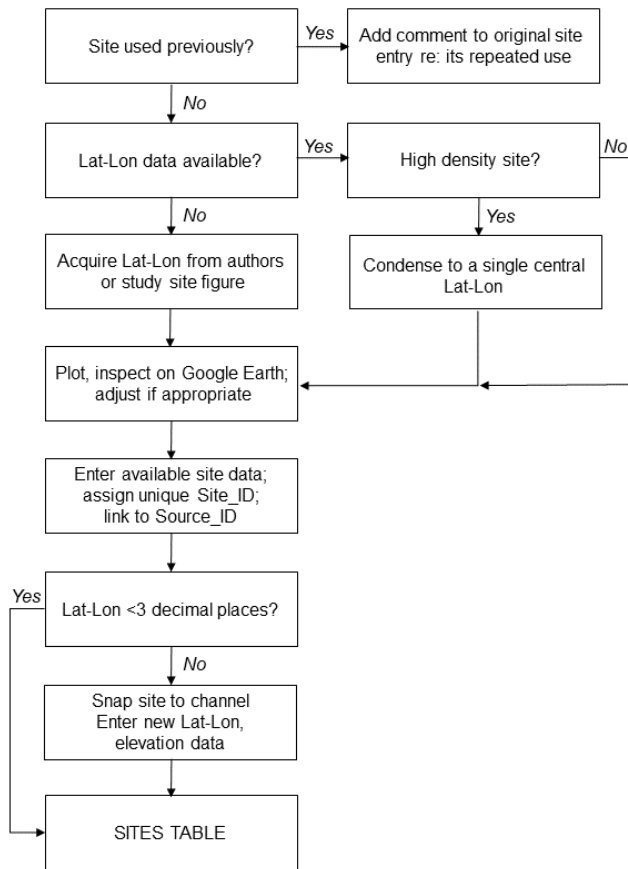 Site used previously?
Yes
Add comment to original site
entry re: its repeated use
No
Lat-Lon data available?
Yes
High density site?
No
No
Yes
Acquire Lat-Lon from authors
or study site figure
Condense to a single central
Lat-Lon
Plot, inspect on Google Earth;
adjust if appropriate
Enter available site data;
assign unique Site_ID;
link to Source_ID
Yes
Lat-Lon <3 decimal places?
No
Snap site to channel
Enter new Lat-Lon,
elevation data
SITES TABLE